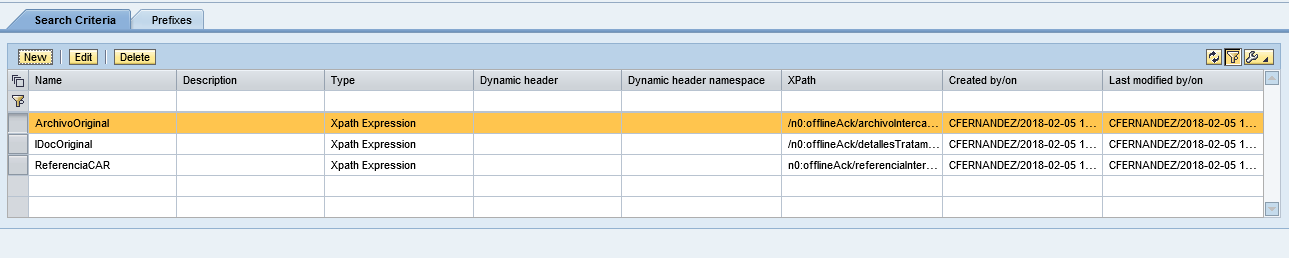 Search Criteria Prefixes
New Edit Delete
Name Description Type Dynamic header Dynamic header namespace XPath Created by/on Last modified by/on
ArchivoOriginal Xpath Expression /n0:offlineAck/archivoInterca... CFERNANDEZ/2018-02-05 1... CFERNANDEZ/2018-02-05 1...
IDocOriginal Xpath Expression /n0:offlineAck/detallesTratam... CFERNANDEZ/2018-02-05 1... CFERNANDEZ/2018-02-05 1...
ReferenciaCAR Xpath Expression n0:offlineAck/referenciaInter... CFERNANDEZ/2018-02-05 1... CFERNANDEZ/2018-02-05 1...